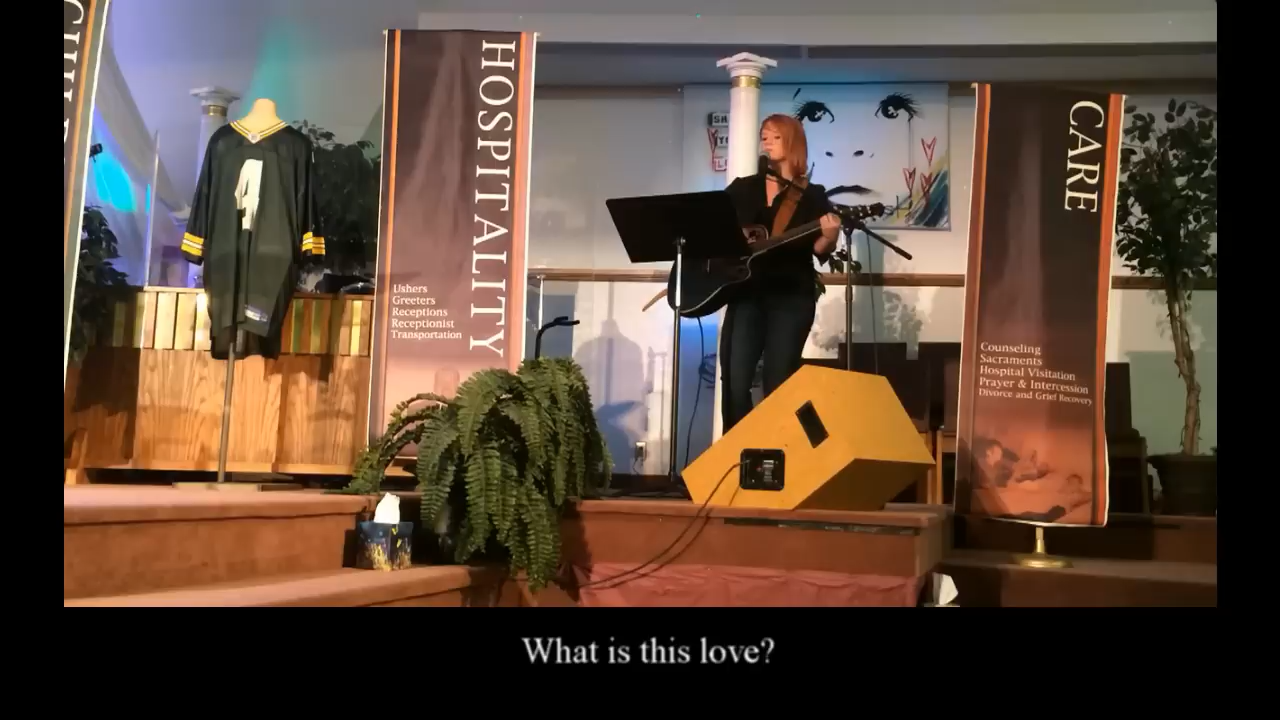 HOSPITALITY
Ushers
Greeters
Receptions
Receptionist
Transportation
4
CARE
Counseling
Sacraments
Hospital Visitation
Prayer & Intercession
Divorce and Grief Recovery
What is this love?